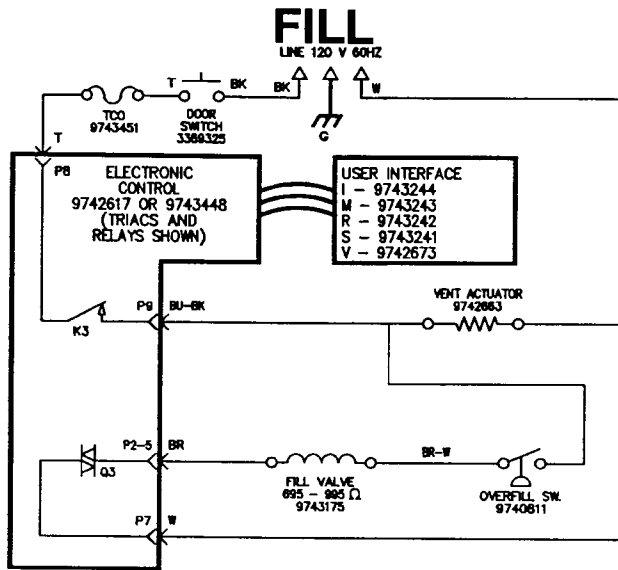 FILL
LINE 120 V 60HZ
T
BK
BK
W
TCO
9743451
DOOR
SWITCH
3369325
G
T
P8
ELECTRONIC
CONTROL
9742617 OR 9743448
(TRIACS AND
RELAYS SHOWN)
USER INTERFACE
I - 9743244
M - 9743243
R - 9743242
S - 9743241
V - 9742673
VENT ACTUATOR
9742663
K3
P9
BU-BK
Q3
P2-5
BR
BR-W
FILL VALVE
695 - 995 Ω
9743175
OVERFILL SW.
9740811
P7
W